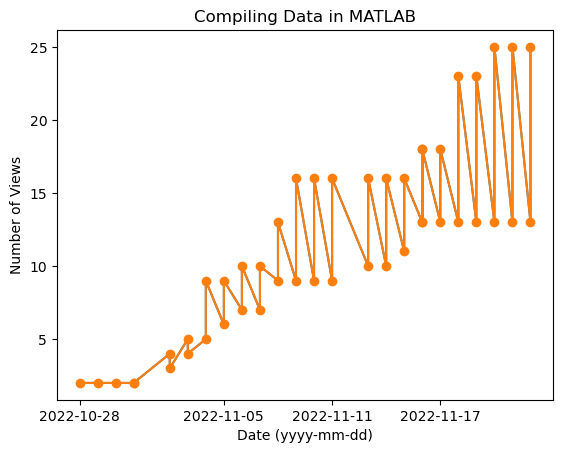 Compiling Data in MATLAB
25
20
15
10
5
Number of Views
2022-10-28 2022-11-05 2022-11-11 2022-11-17
Date (yyyy-mm-dd)